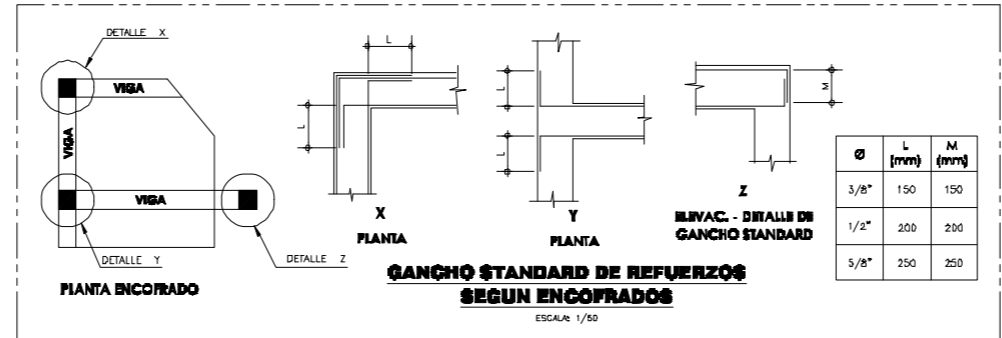 DETALLE X
VIGA
VIGA
VIGA
DETALLE Y
DETALLE Z
PLANTA ENCOFRADO
L
L
X
PLANTA
L
L
Y
PLANTA
M
Z
ELEVAC. - DETALLE DE
GANCHO STANDARD
Ø L (mm) M (mm)
3/8" 150 150
1/2" 200 200
5/8" 250 250
GANCHO STANDARD DE REFUERZOS
SEGUN ENCOFRADOS
ESCALA: 1/50